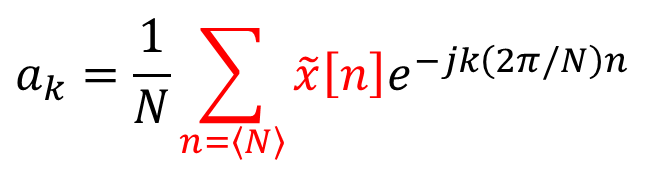 a_k = \frac{1}{N} \sum_{n=\langle N \rangle} \tilde{x}[n] e^{-jk(2\pi/N)n}